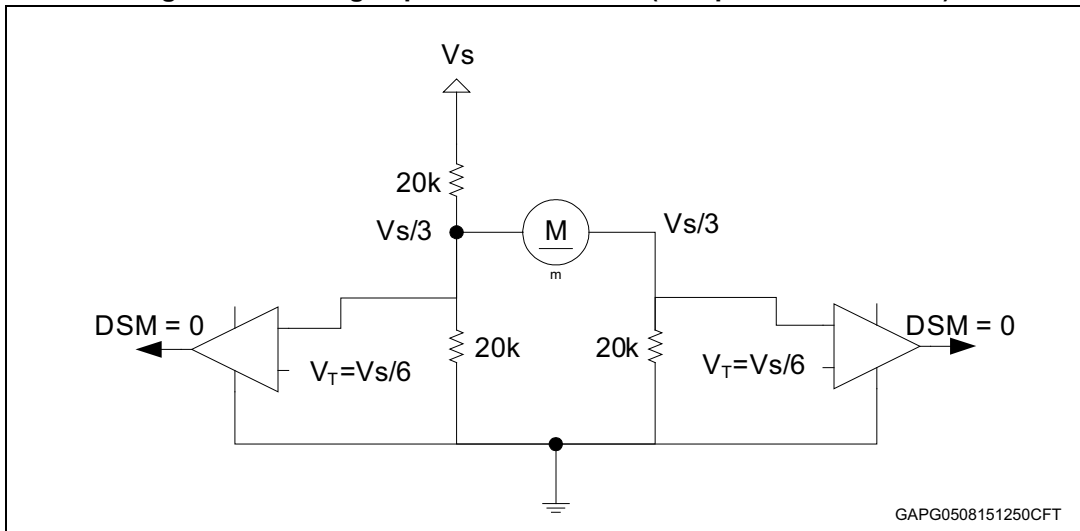 Vs
20k
Vs/3
M
m
Vs/3
DSM = 0
V_T=Vs/6
20k
20k
V_T=Vs/6
DSM = 0
GAPG0508151250CFT